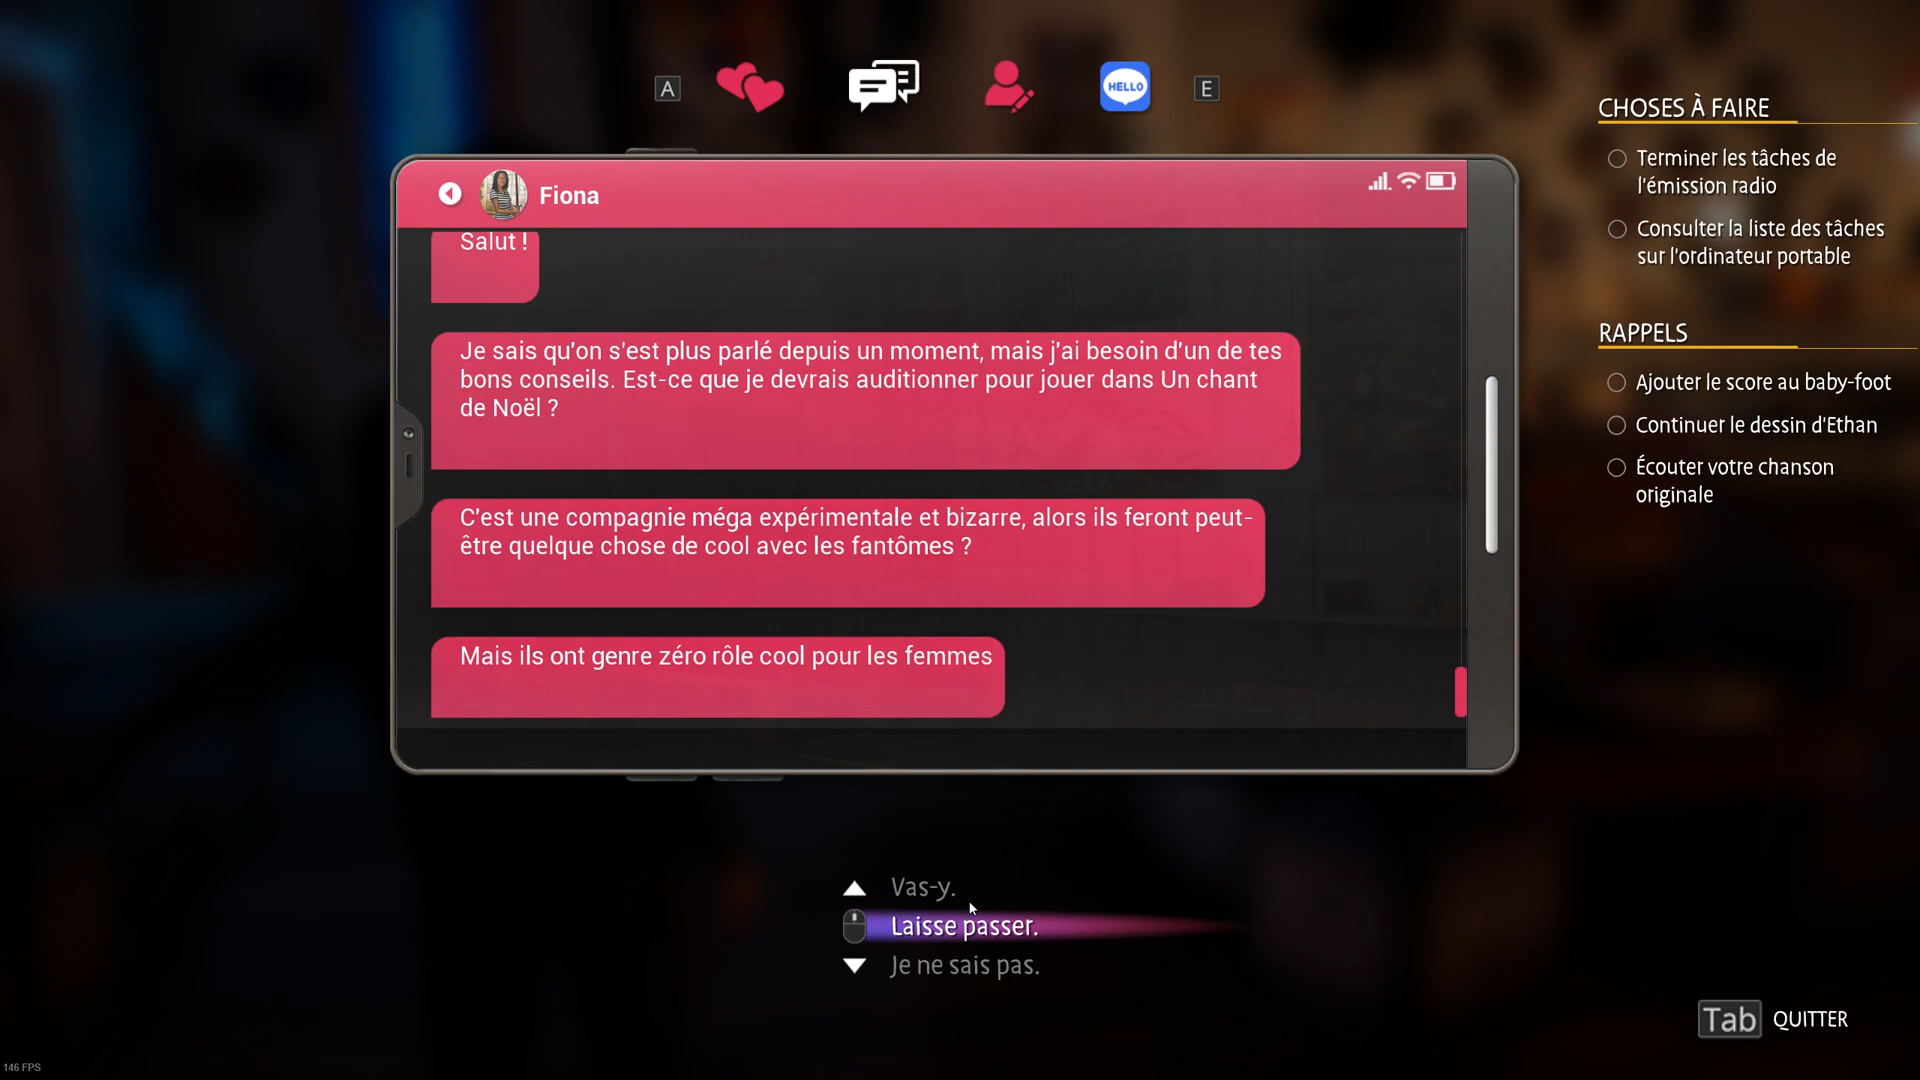 A
HELLO
E
Fiona
Salut !
Je sais qu'on s'est plus parlé depuis un moment, mais j'ai besoin d'un de tes
bons conseils. Est-ce que je devrais auditionner pour jouer dans Un chant
de Noël ?
C'est une compagnie méga expérimentale et bizarre, alors ils feront peut-
être quelque chose de cool avec les fantômes ?
Mais ils ont genre zéro rôle cool pour les femmes
Vas-y.
Laisse passer.
Je ne sais pas.
CHOSES À FAIRE
Terminer les tâches de
l'émission radio
Consulter la liste des tâches
sur l'ordinateur portable
RAPPELS
Ajouter le score au baby-foot
Continuer le dessin d'Ethan
Écouter votre chanson
originale
Tab QUITTER
146 FPS